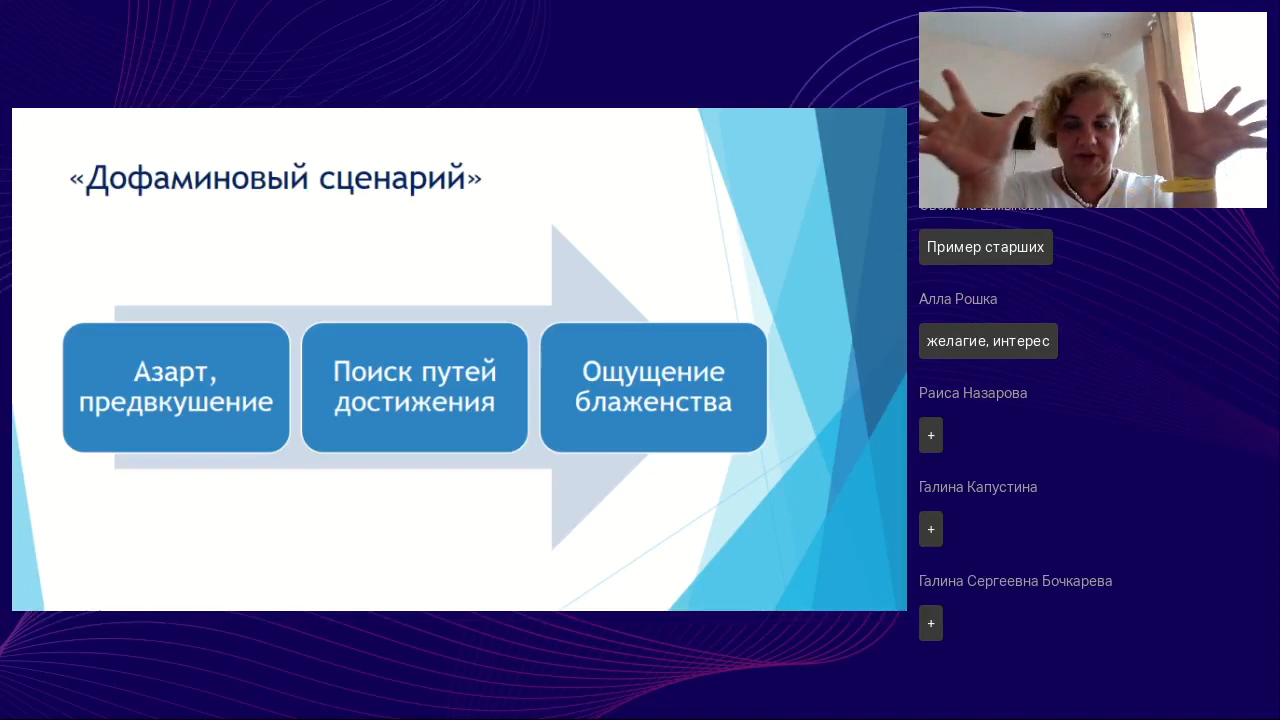 «Дофаминовый сценарий»
Азарт,
предвкушение
Поиск путей
достижения
Ощущение
блаженства
Пример старших
Алла Рошка
желагие, интерес
Раиса Назарова
+
Галина Капустина
+
Галина Сергеевна Бочкарева
+